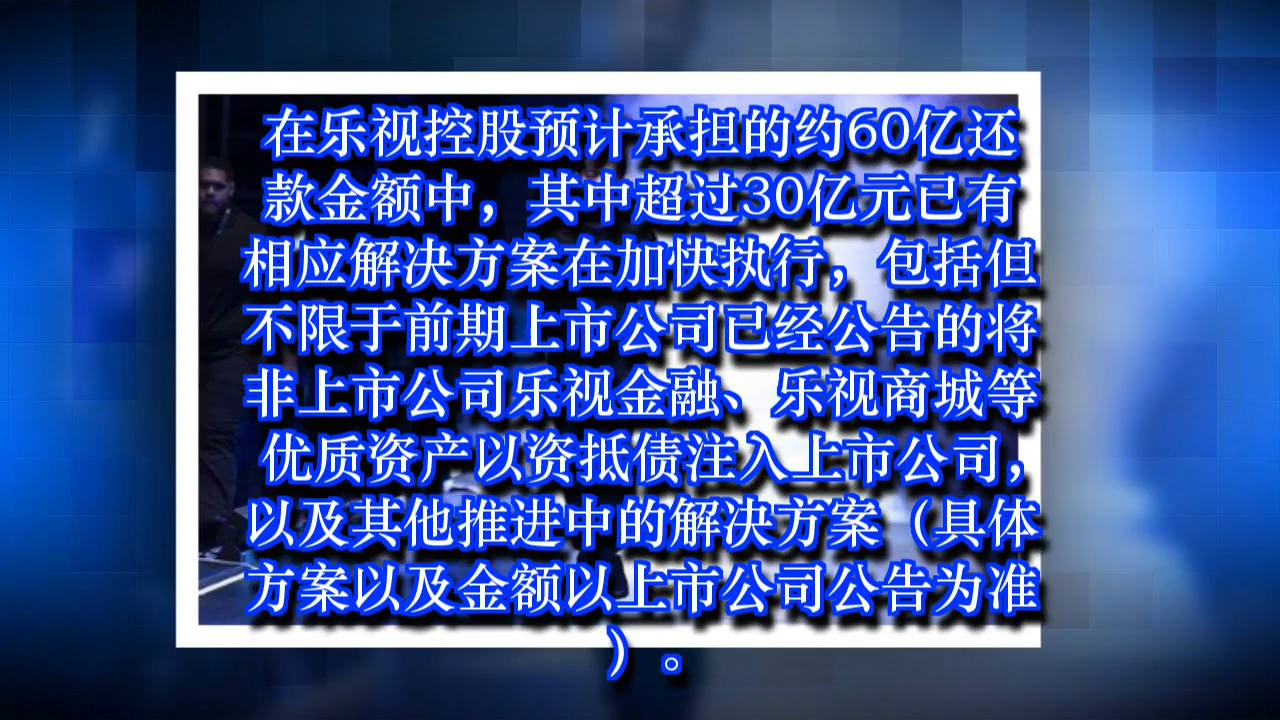 在乐视控股预计承担的约60亿还
款金额中，其中超过30亿元已有
相应解决方案在加快执行，包括但
不限于前期上市公司已经公告的将
非上市公司乐视金融、乐视商城等
优质资产以资抵债注入上市公司，
以及其他推进中的解决方案（具体
方案以及金额以上市公司公告为准
）。